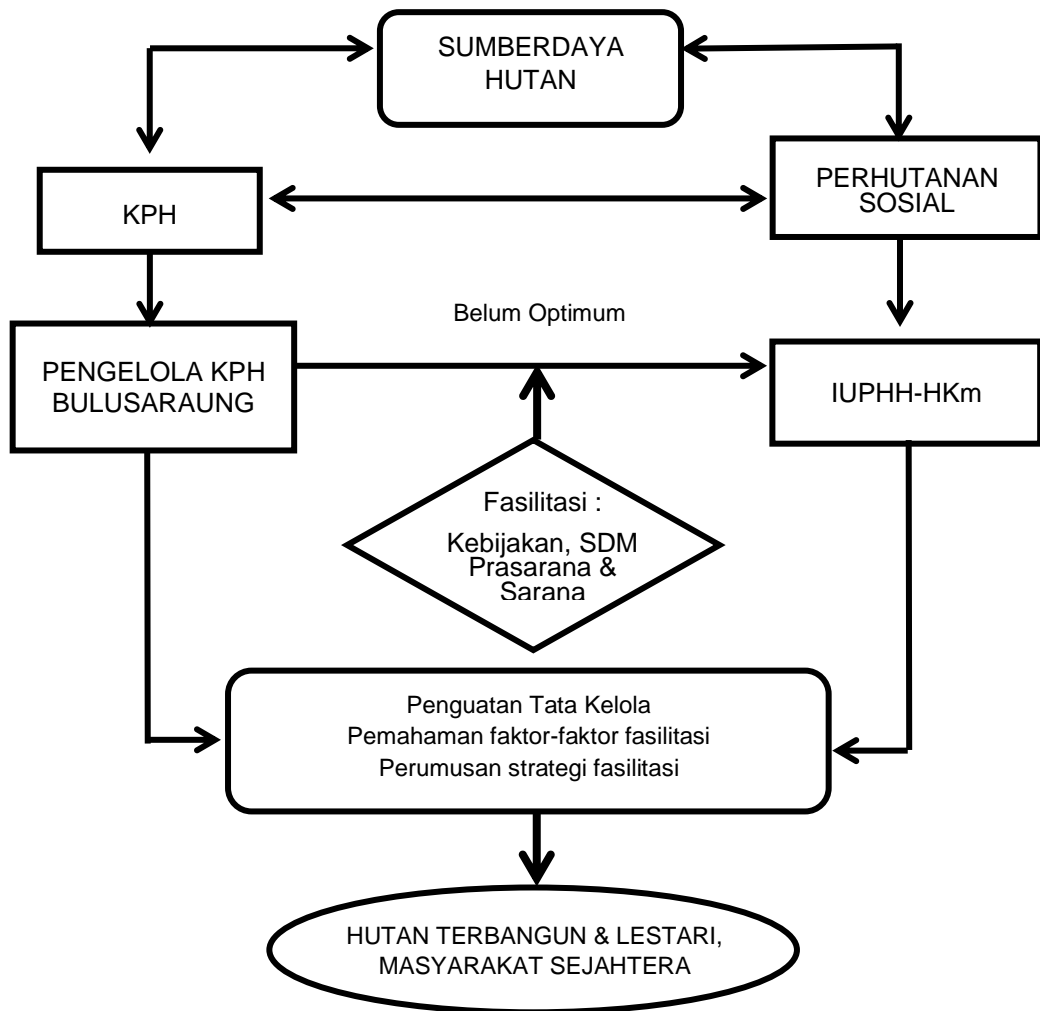 SUMBERDAYA
HUTAN
KPH
PERHUTANAN
SOSIAL
Belum Optimum
PENGELOLA KPH
BULUSARAUNG
IUPHH-HKm
Fasilitasi :
Kebijakan, SDM
Prasarana &
Sarana
Penguatan Tata Kelola
Pemahaman faktor-faktor fasilitasi
Perumusan strategi fasilitasi
HUTAN TERBANGUN & LESTARI,
MASYARAKAT SEJAHTERA